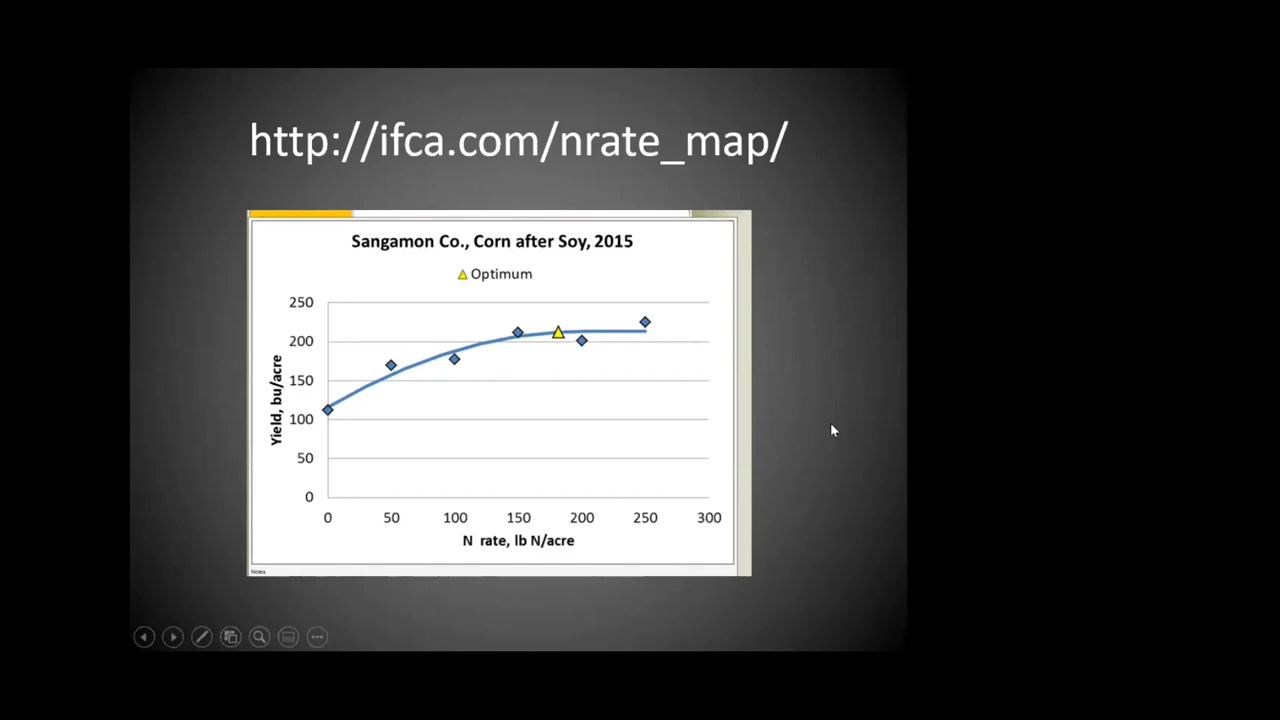 http://ifca.com/nrate_map/
Sangamon Co., Corn after Soy, 2015
Optimum
250
200
150
100
50
0
Yield, bu/acre
0 50 100 150 200 250 300
N rate, lb N/acre
Notes